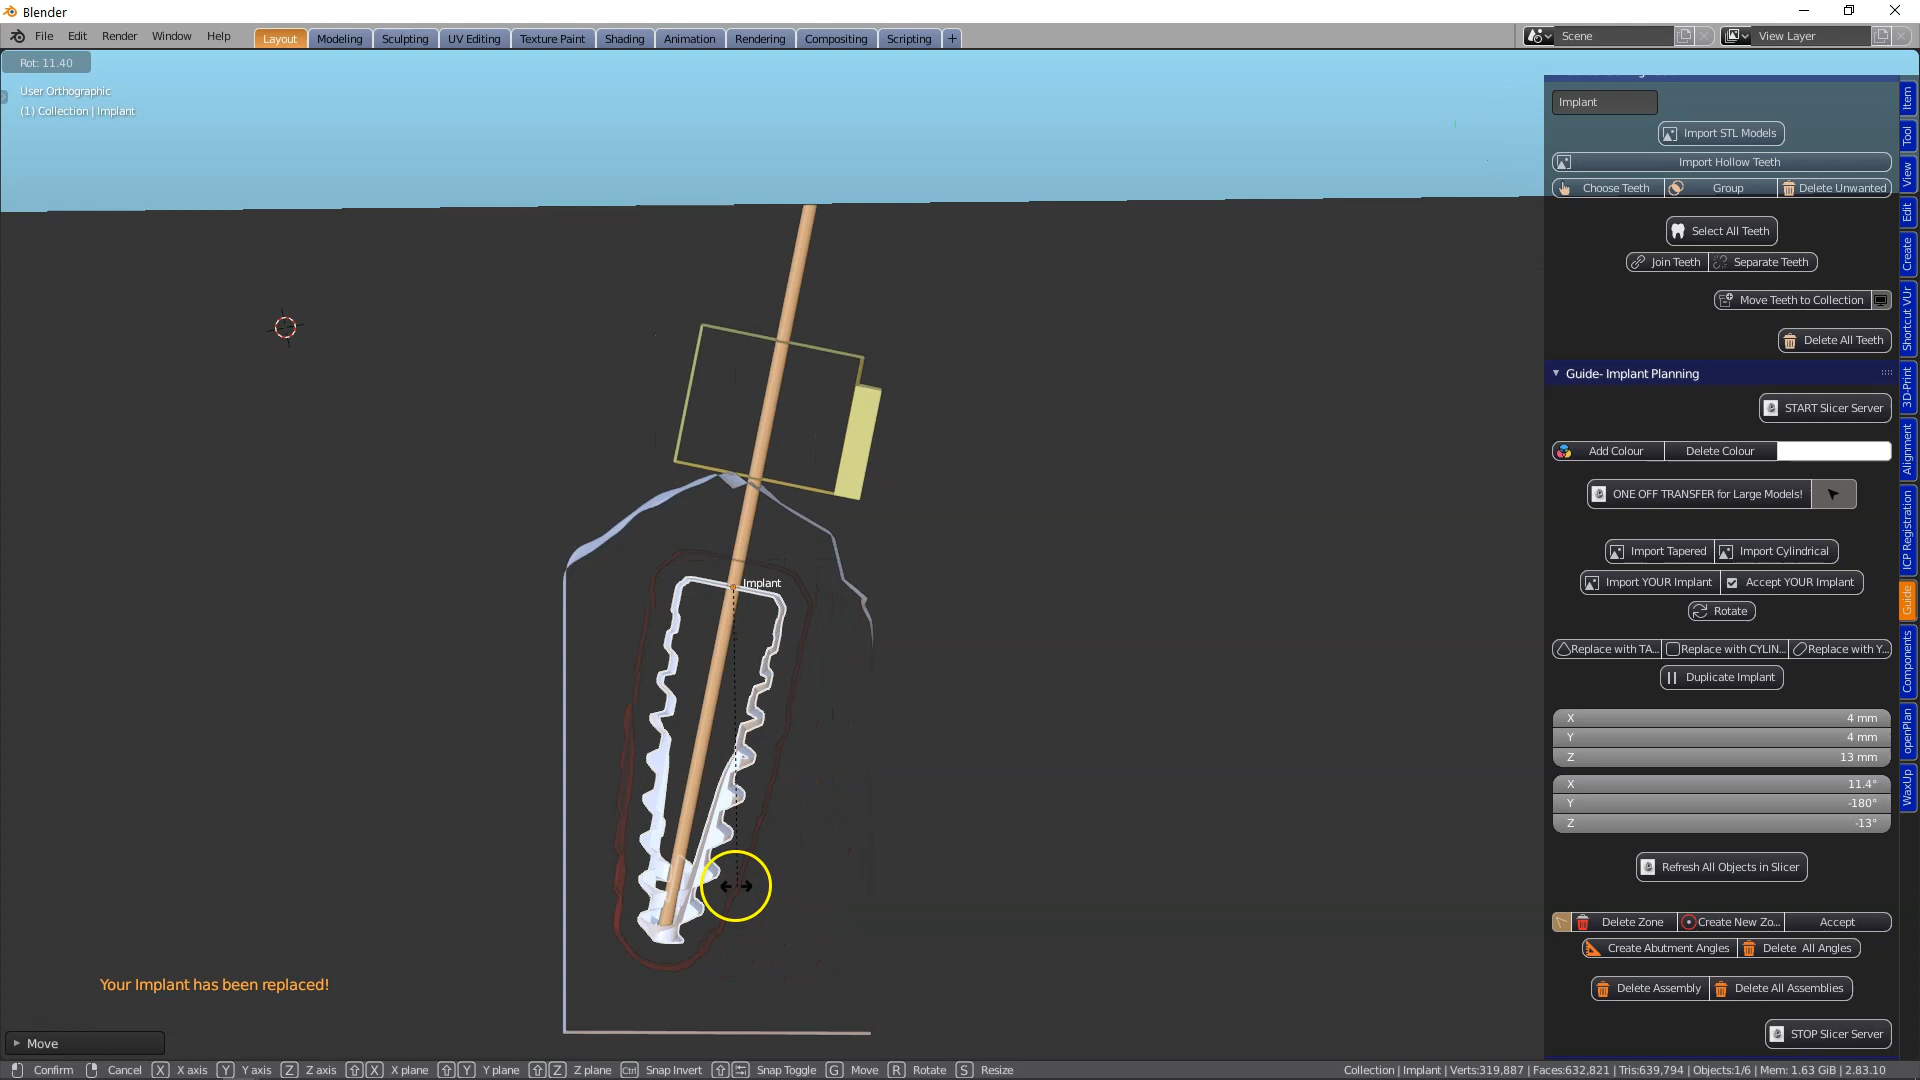 Blender
File Edit Render Window Help Layout Modeling Sculpting UV Editing Texture Paint Shading Animation Rendering Compositing Scripting + Scene View Layer
Rot: 11.40
User Orthographic
(1) Collection | Implant
Implant
Import STL Models
Import Hollow Teeth
Choose Teeth Group Delete Unwanted
Select All Teeth
Join Teeth Separate Teeth
Move Teeth to Collection
Delete All Teeth
Guide- Implant Planning
START Slicer Server
Add Colour Delete Colour
ONE OFF TRANSFER for Large Models!
Import Tapered Import Cylindrical
Import YOUR Implant Accept YOUR Implant
Rotate
Replace with TA... Replace with CYLIN... Replace with Y...
Duplicate Implant
X 4 mm
Y 4 mm
Z 13 mm
X 11.4°
Y -180°
Z -13°
Refresh All Objects in Slicer
Delete Zone Create New Zo... Accept
Create Abutment Angles Delete All Angles
Delete Assembly Delete All Assemblies
STOP Slicer Server
Item
Tool
View
Edit
Create
Shortcut VUr
3D-Print
Alignment
ICP Registration
Guide
Components
openPlan
WaxUp
Implant
Your Implant has been replaced!
Move
Confirm Cancel X X axis Y Y axis Z Z axis X X plane Y Y plane Z Z plane Ctrl Snap Invert Snap Toggle G Move R Rotate S Resize
Collection | Implant | Verts:319,887 | Faces:632,821 | Tris:639,794 | Objects:1/6 | Mem: 1.63 GiB | 2.83.10